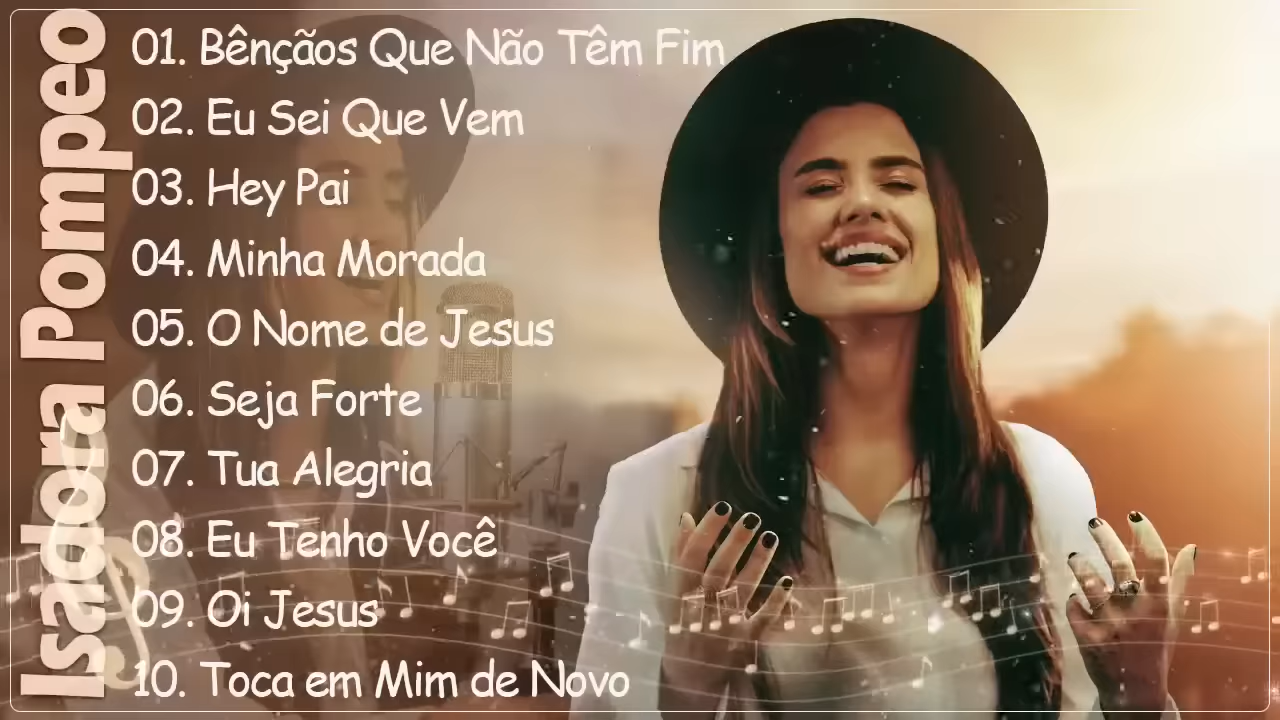 Isadora Pompeo
01. Bênçãos Que Não Têm Fim
02. Eu Sei Que Vem
03. Hey Pai
04. Minha Morada
05. O Nome de Jesus
06. Seja Forte
07. Tua Alegria
08. Eu Tenho Você
09. Oi Jesus
10. Toca em Mim de Novo